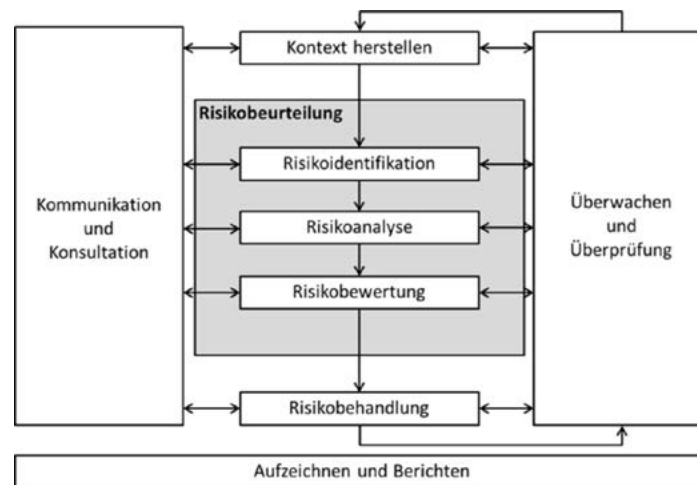 Kontext herstellen
Risikobeurteilung
Risikoidentifikation
Kommunikation
und
Konsultation
Risikoanalyse
Überwachen
und
Überprüfung
Risikobewertung
Risikobehandlung
Aufzeichnen und Berichten